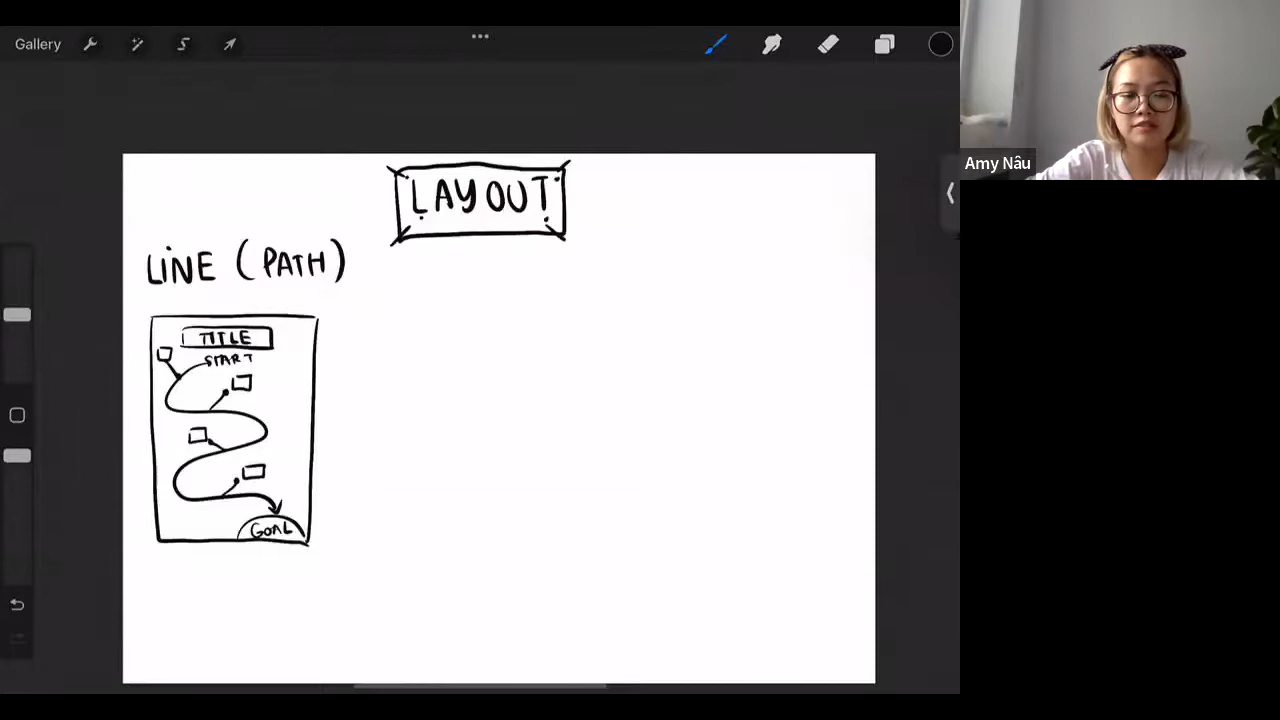 Gallery
Amy Nâu
LAYOUT
LINE (PATH)
TITLE
START
GOAL